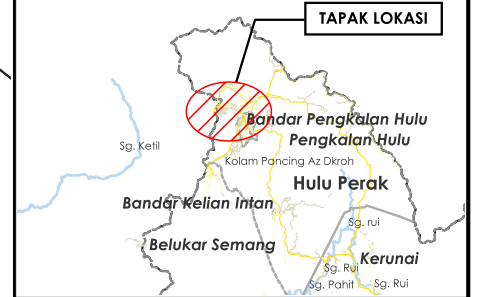 TAPAK LOKASI
Bandar Pengkalan Hulu
Pengkalan Hulu
Sg. Ketil
Kolam Pancing Az Dkroh
Hulu Perak
Bandar Kelian Intan
Sg. rui
Belukar Semang
Kerunai
Sg. Rui
Sg. Pahit
Sg. Rui